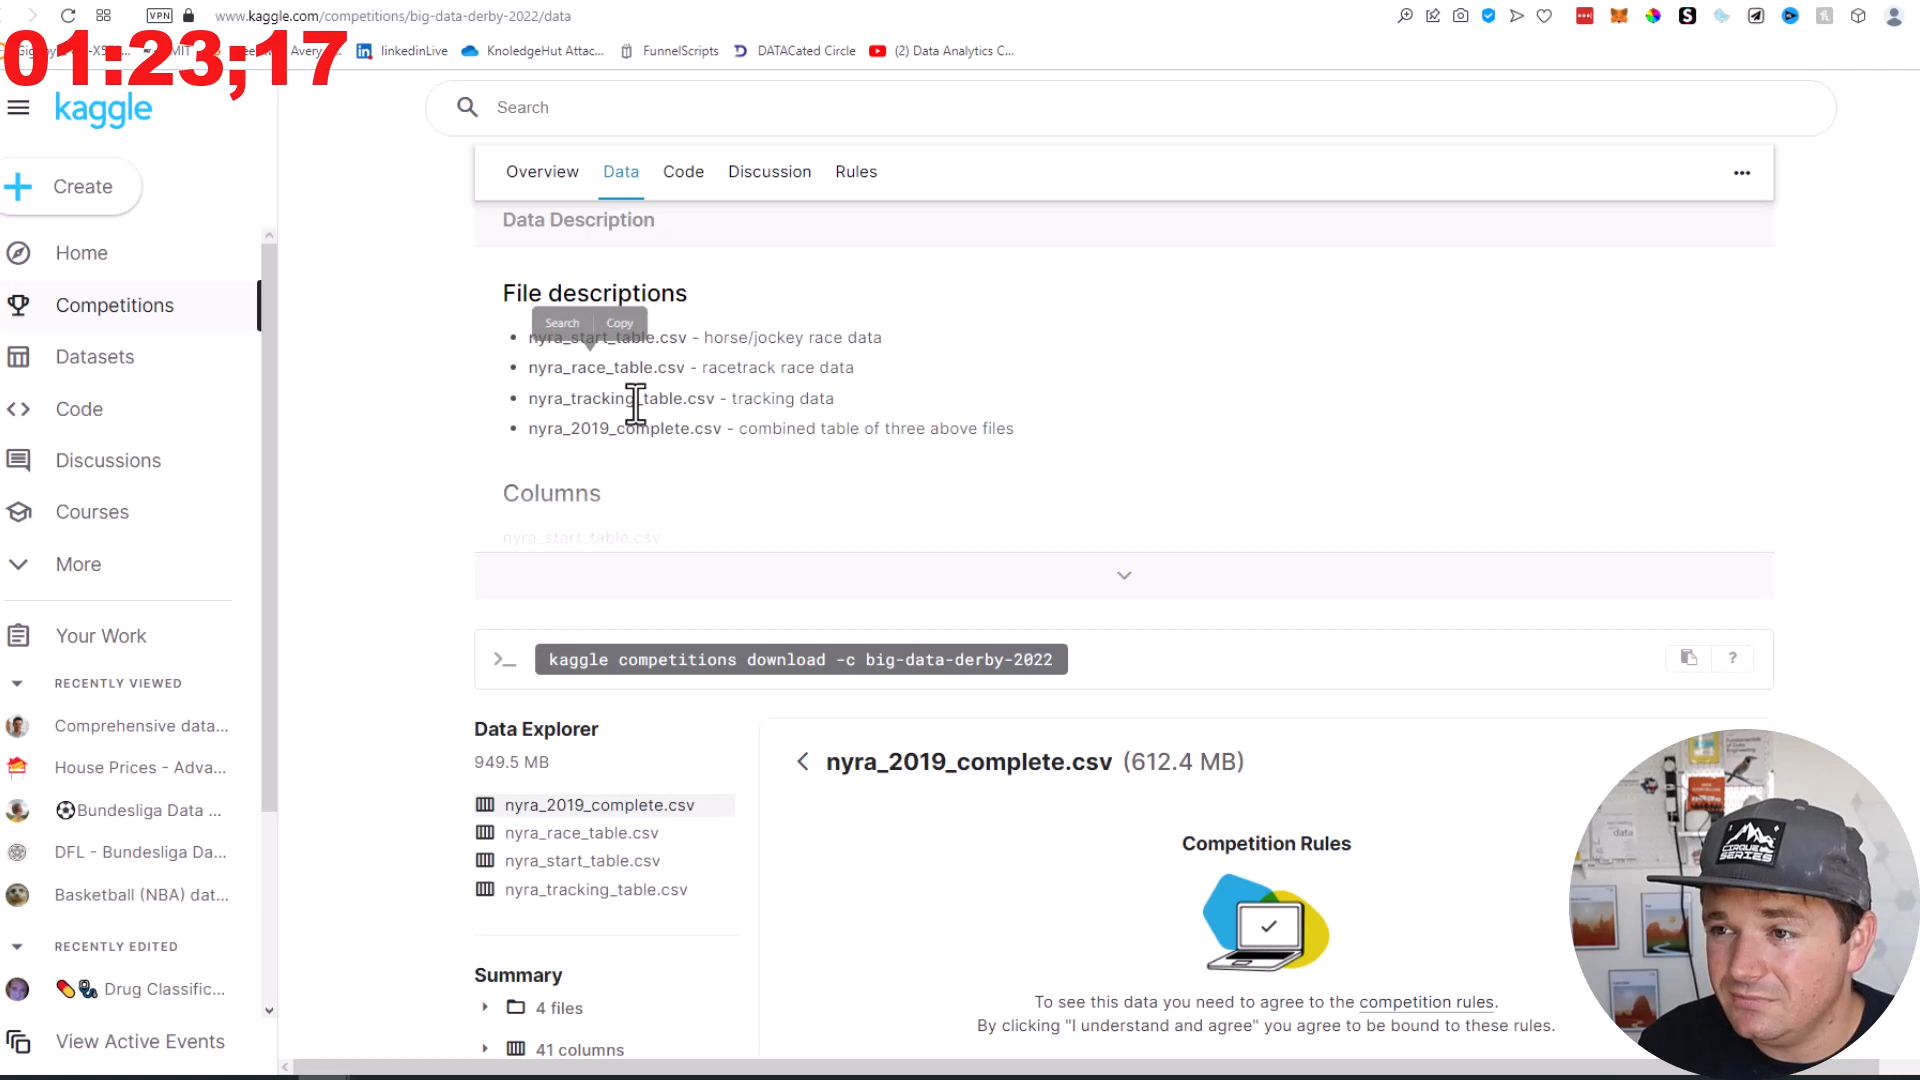 www.kaggle.com/competitions/big-data-derby-2022/data
VPN
linkedinLive
KnoledgeHut Attac...
FunnelScripts
DATACated Circle
(2) Data Analytics C...
01:23;17
kaggle
Search
Create
Overview
Data
Code
Discussion
Rules
Data Description
Home
Competitions
Datasets
Code
Discussions
Courses
More
File descriptions
Search
Copy
nyra_start_table.csv - horse/jockey race data
nyra_race_table.csv - racetrack race data
nyra_tracking_table.csv - tracking data
nyra_2019_complete.csv - combined table of three above files
Columns
nyra_start_table.csv
Your Work
RECENTLY VIEWED
Comprehensive data...
House Prices - Adva...
Bundesliga Data ...
DFL - Bundesliga Da...
Basketball (NBA) dat...
RECENTLY EDITED
Drug Classific...
View Active Events
>_ kaggle competitions download -c big-data-derby-2022
?
Data Explorer
949.5 MB
nyra_2019_complete.csv
nyra_race_table.csv
nyra_start_table.csv
nyra_tracking_table.csv
Summary
4 files
41 columns
nyra_2019_complete.csv (612.4 MB)
Competition Rules
To see this data you need to agree to the competition rules.
By clicking "I understand and agree" you agree to be bound to these rules.
CIRQUE
SERIES